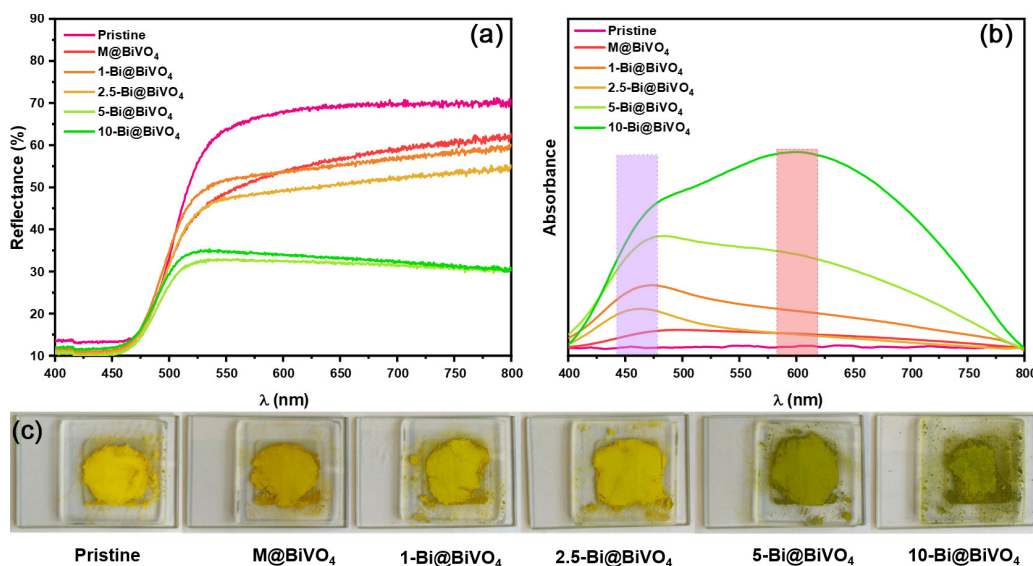 (a)
Pristine
M@BiVO₄
1-Bi@BiVO₄
2.5-Bi@BiVO₄
5-Bi@BiVO₄
10-Bi@BiVO₄
Reflectance (%)
90
80
70
60
50
40
30
20
10
400 450 500 550 600 650 700 750 800
λ (nm)
(b)
Pristine
M@BiVO₄
1-Bi@BiVO₄
2.5-Bi@BiVO₄
5-Bi@BiVO₄
10-Bi@BiVO₄
Absorbance
400 450 500 550 600 650 700 750 800
λ (nm)
(c)
Pristine M@BiVO₄ 1-Bi@BiVO₄ 2.5-Bi@BiVO₄ 5-Bi@BiVO₄ 10-Bi@BiVO₄